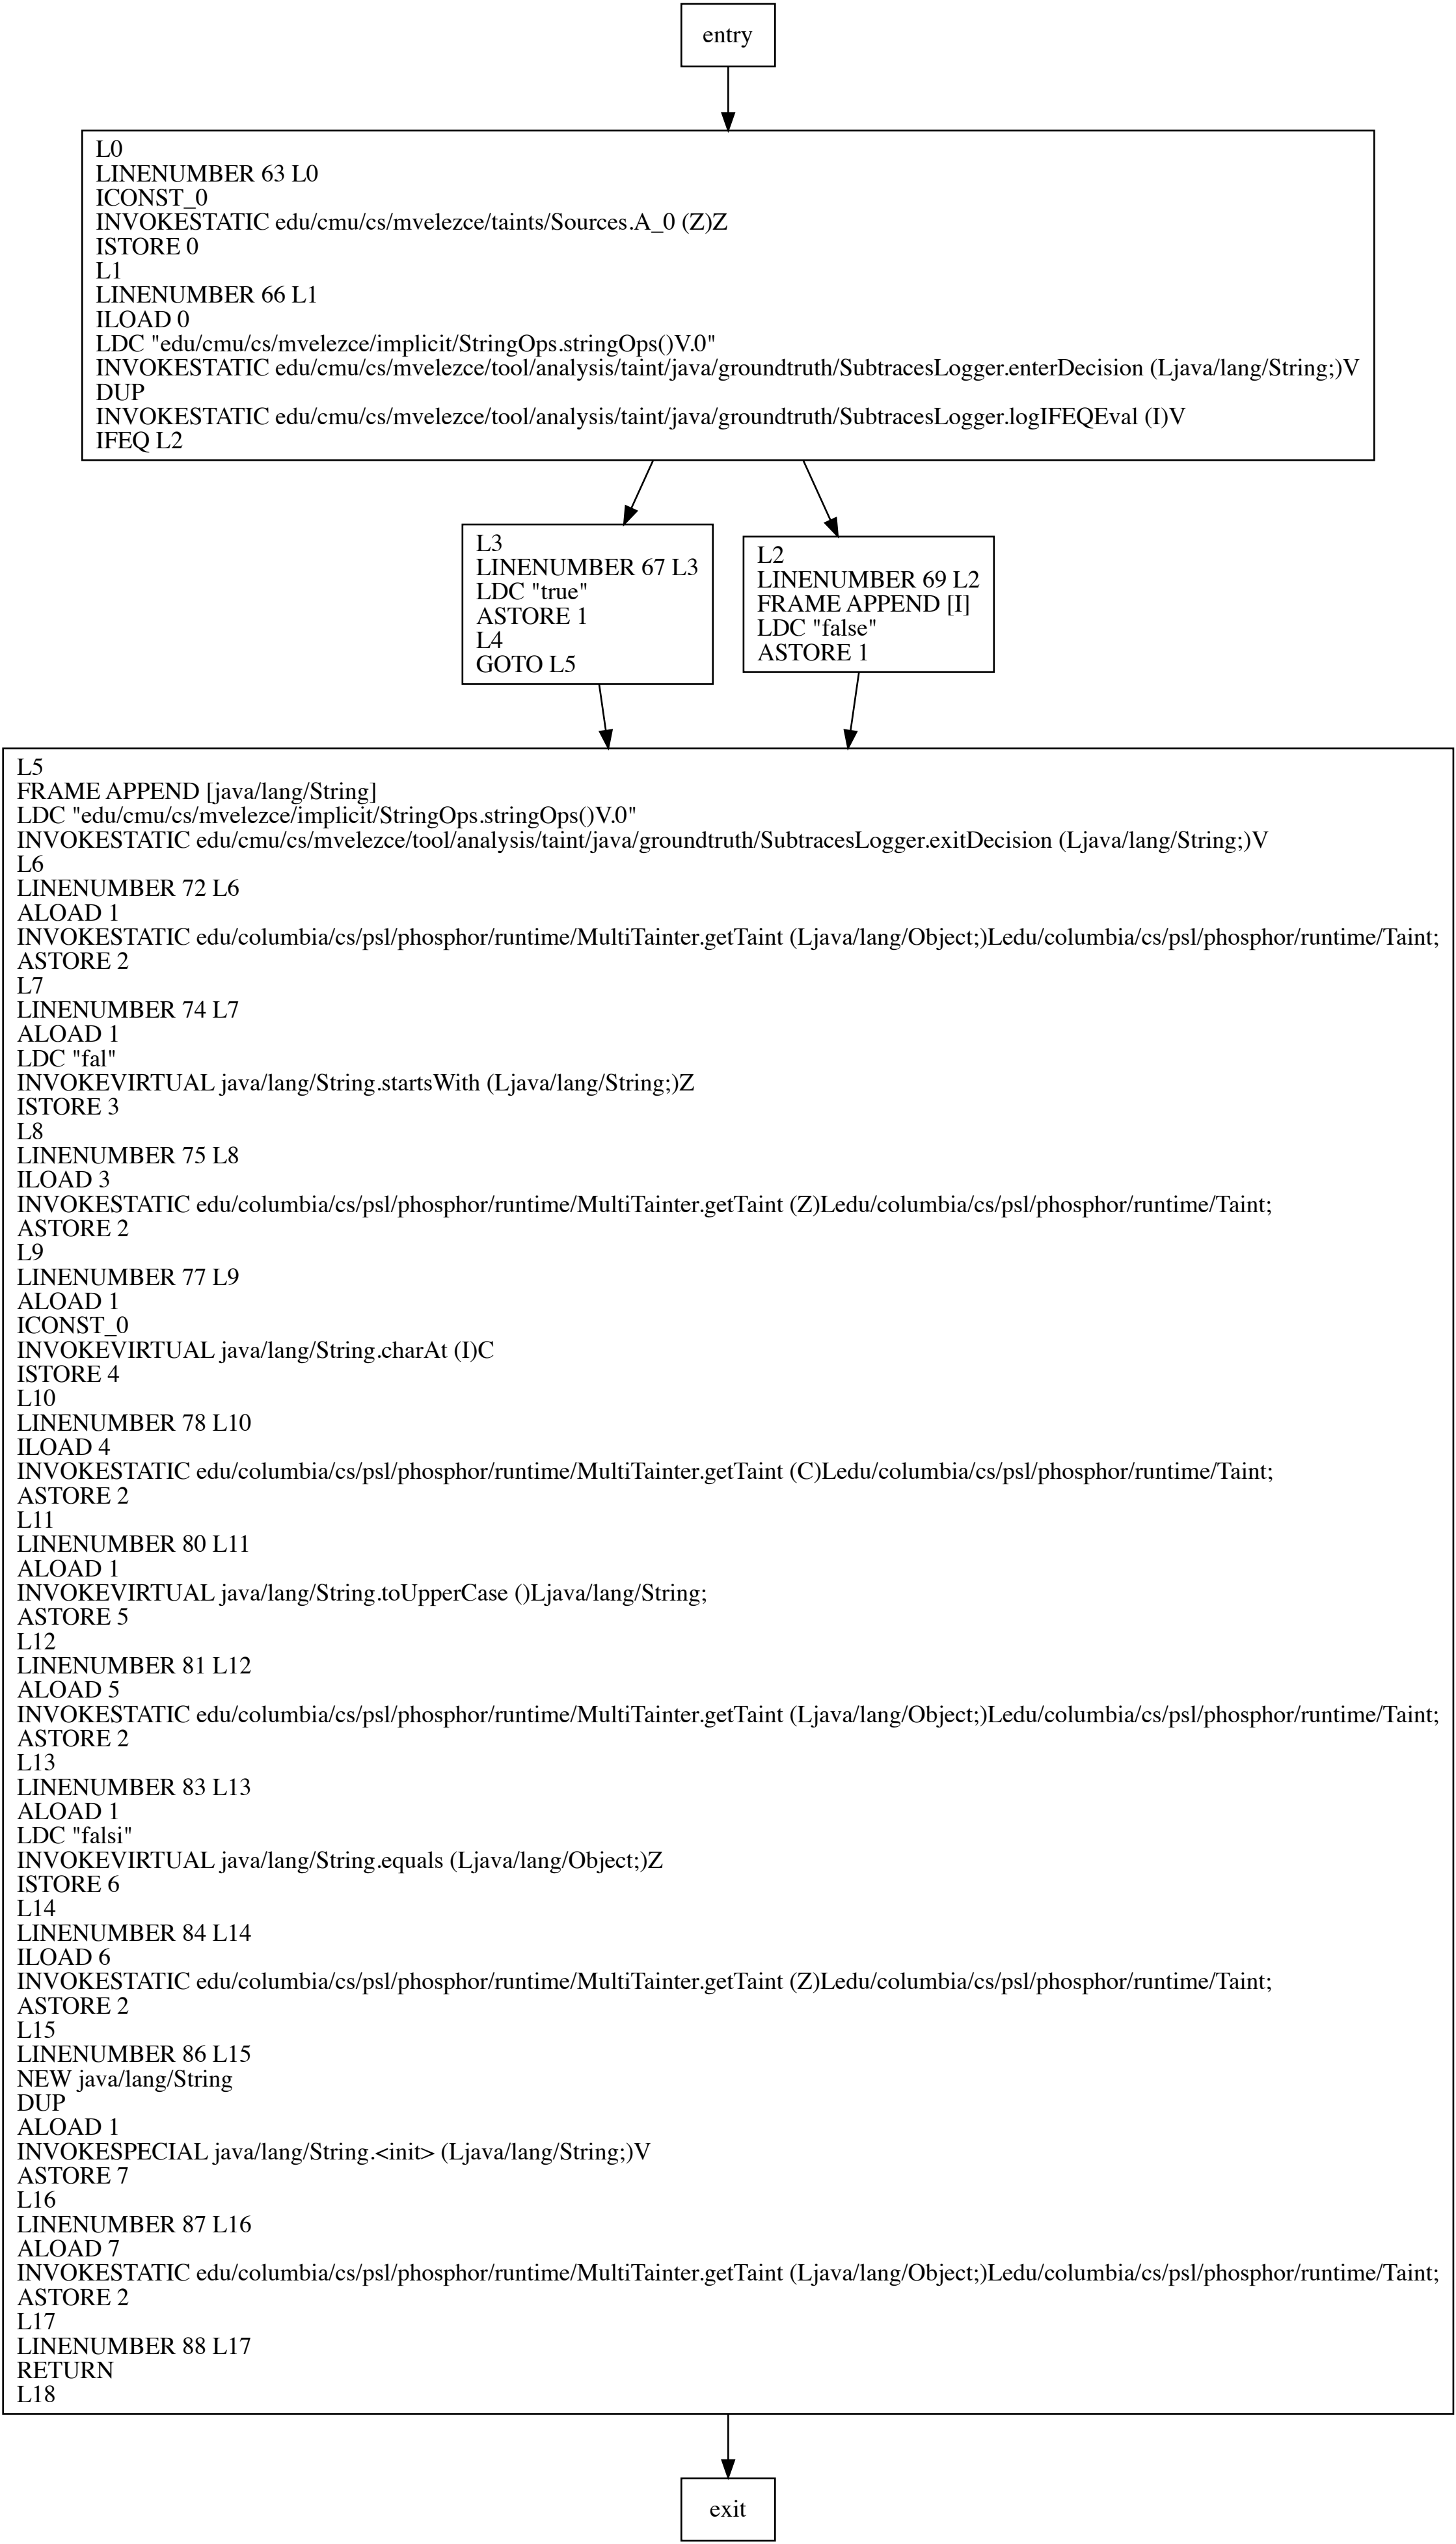 entry
L0
LINENUMBER 63 L0
ICONST_0
INVOKESTATIC edu/cmu/cs/mvelezce/taints/Sources.A_0 (Z)Z
ISTORE 0
L1
LINENUMBER 66 L1
ILOAD 0
LDC "edu/cmu/cs/mvelezce/implicit/StringOps.stringOps()V.0"
INVOKESTATIC edu/cmu/cs/mvelezce/tool/analysis/taint/java/groundtruth/SubtracesLogger.enterDecision (Ljava/lang/String;)V
DUP
INVOKESTATIC edu/cmu/cs/mvelezce/tool/analysis/taint/java/groundtruth/SubtracesLogger.logIFEQEval (I)V
IFEQ L2
L3
LINENUMBER 67 L3
LDC "true"
ASTORE 1
L4
GOTO L5
L2
LINENUMBER 69 L2
FRAME APPEND [I]
LDC "false"
ASTORE 1
L5
FRAME APPEND [java/lang/String]
LDC "edu/cmu/cs/mvelezce/implicit/StringOps.stringOps()V.0"
INVOKESTATIC edu/cmu/cs/mvelezce/tool/analysis/taint/java/groundtruth/SubtracesLogger.exitDecision (Ljava/lang/String;)V
L6
LINENUMBER 72 L6
ALOAD 1
INVOKESTATIC edu/columbia/cs/psl/phosphor/runtime/MultiTainter.getTaint (Ljava/lang/Object;)Ledu/columbia/cs/psl/phosphor/runtime/Taint;
ASTORE 2
L7
LINENUMBER 74 L7
ALOAD 1
LDC "fal"
INVOKEVIRTUAL java/lang/String.startsWith (Ljava/lang/String;)Z
ISTORE 3
L8
LINENUMBER 75 L8
ILOAD 3
INVOKESTATIC edu/columbia/cs/psl/phosphor/runtime/MultiTainter.getTaint (Z)Ledu/columbia/cs/psl/phosphor/runtime/Taint;
ASTORE 2
L9
LINENUMBER 77 L9
ALOAD 1
ICONST_0
INVOKEVIRTUAL java/lang/String.charAt (I)C
ISTORE 4
L10
LINENUMBER 78 L10
ILOAD 4
INVOKESTATIC edu/columbia/cs/psl/phosphor/runtime/MultiTainter.getTaint (C)Ledu/columbia/cs/psl/phosphor/runtime/Taint;
ASTORE 2
L11
LINENUMBER 80 L11
ALOAD 1
INVOKEVIRTUAL java/lang/String.toUpperCase ()Ljava/lang/String;
ASTORE 5
L12
LINENUMBER 81 L12
ALOAD 5
INVOKESTATIC edu/columbia/cs/psl/phosphor/runtime/MultiTainter.getTaint (Ljava/lang/Object;)Ledu/columbia/cs/psl/phosphor/runtime/Taint;
ASTORE 2
L13
LINENUMBER 83 L13
ALOAD 1
LDC "falsi"
INVOKEVIRTUAL java/lang/String.equals (Ljava/lang/Object;)Z
ISTORE 6
L14
LINENUMBER 84 L14
ILOAD 6
INVOKESTATIC edu/columbia/cs/psl/phosphor/runtime/MultiTainter.getTaint (Z)Ledu/columbia/cs/psl/phosphor/runtime/Taint;
ASTORE 2
L15
LINENUMBER 86 L15
NEW java/lang/String
DUP
ALOAD 1
INVOKESPECIAL java/lang/String.<init> (Ljava/lang/String;)V
ASTORE 7
L16
LINENUMBER 87 L16
ALOAD 7
INVOKESTATIC edu/columbia/cs/psl/phosphor/runtime/MultiTainter.getTaint (Ljava/lang/Object;)Ledu/columbia/cs/psl/phosphor/runtime/Taint;
ASTORE 2
L17
LINENUMBER 88 L17
RETURN
L18
exit